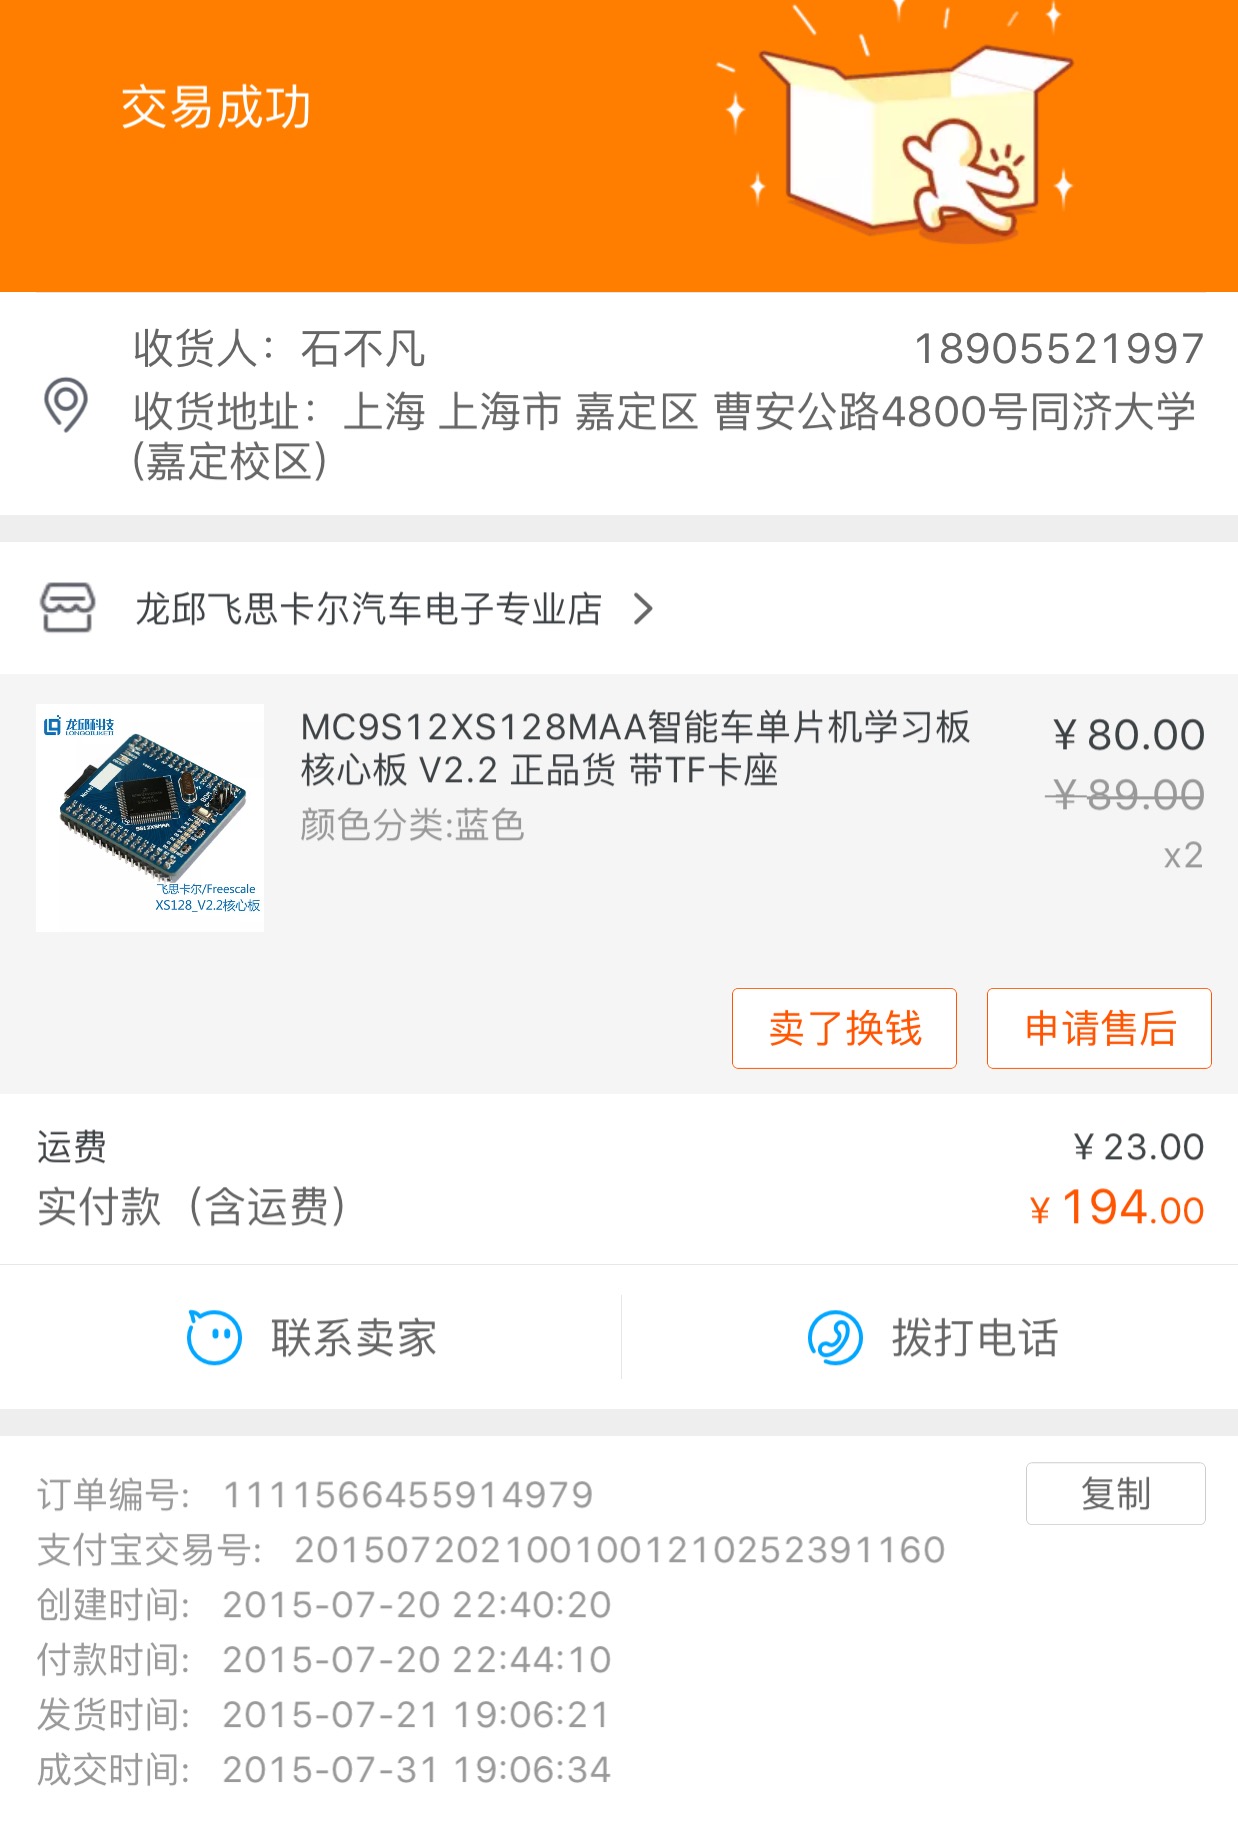 交易成功
收货人：石不凡 18905521997
收货地址：上海 上海市 嘉定区 曹安公路4800号同济大学
(嘉定校区)
龙邱飞思卡尔汽车电子专业店
龙邱科技
MC9S12XS128MAA智能车单片机学习板 ¥80.00
核心板 V2.2 正品货 带TF卡座
¥89.00
颜色分类:蓝色
x2
飞思卡尔/Freescale
XS128_V2.2核心板
卖了换钱 申请售后
运费 ¥23.00
实付款（含运费） ¥194.00
联系卖家 拨打电话
订单编号: 1111566455914979 复制
支付宝交易号: 2015072021001001210252391160
创建时间: 2015-07-20 22:40:20
付款时间: 2015-07-20 22:44:10
发货时间: 2015-07-21 19:06:21
成交时间: 2015-07-31 19:06:34